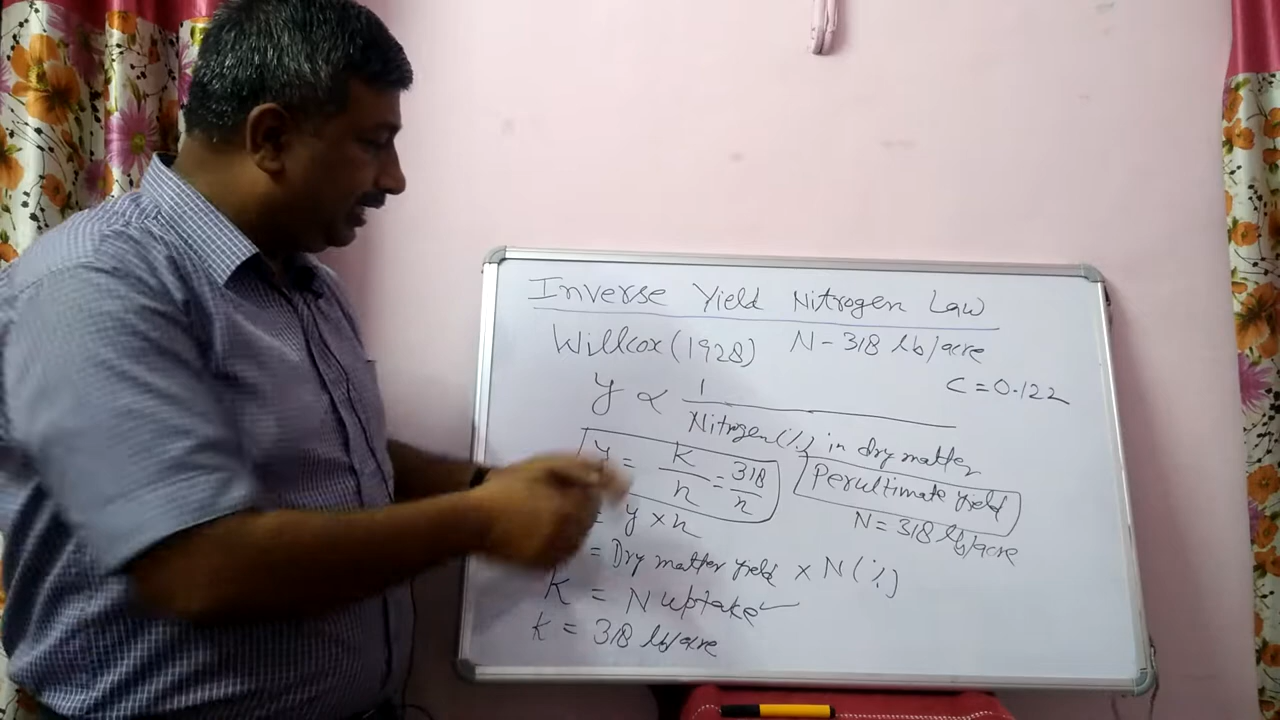 Inverse Yield Nitrogen Law
Willcox (1928) N - 318 lb/acre
C = 0.122
y ∝ 1 / Nitrogen (%) in dry matter
y = K/n = 318/n
Perultimate yield
= y × n
N = 318 lb/acre
= Dry matter yield × N (%)
K = N uptake
K = 318 lb/acre